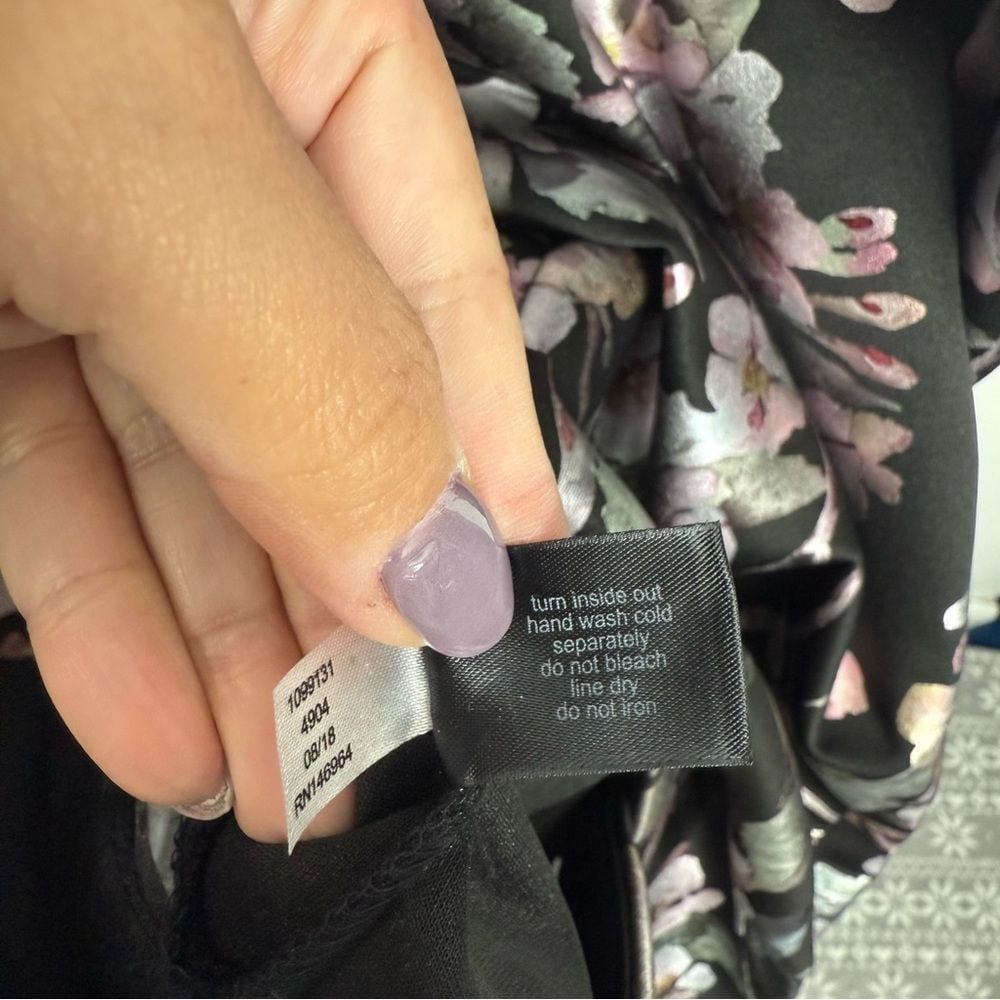 1099131
4904
08/18
RN146964
turn inside out
hand wash cold
separately
do not bleach
line dry
do not iron